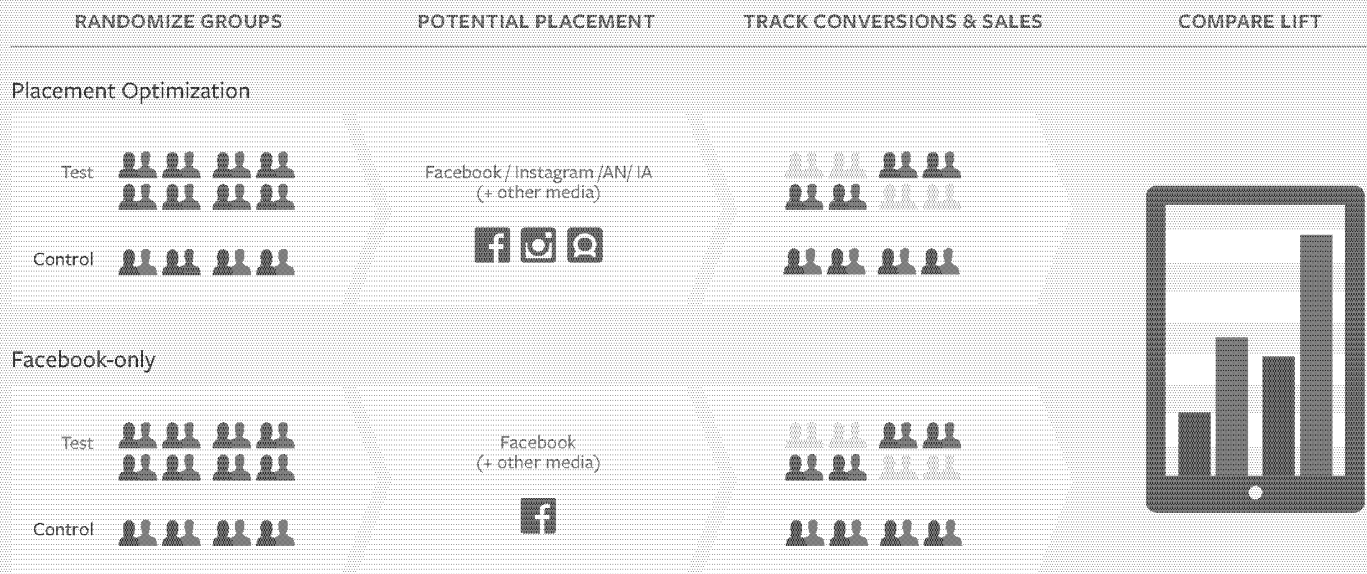 RANDOMIZE GROUPS
POTENTIAL PLACEMENT
TRACK CONVERSIONS & SALES
COMPARE LIFT
Placement Optimization
Test
Facebook / Instagram /AN/ IA
(+ other media)
Control
Facebook-only
Test
Facebook
(+ other media)
Control